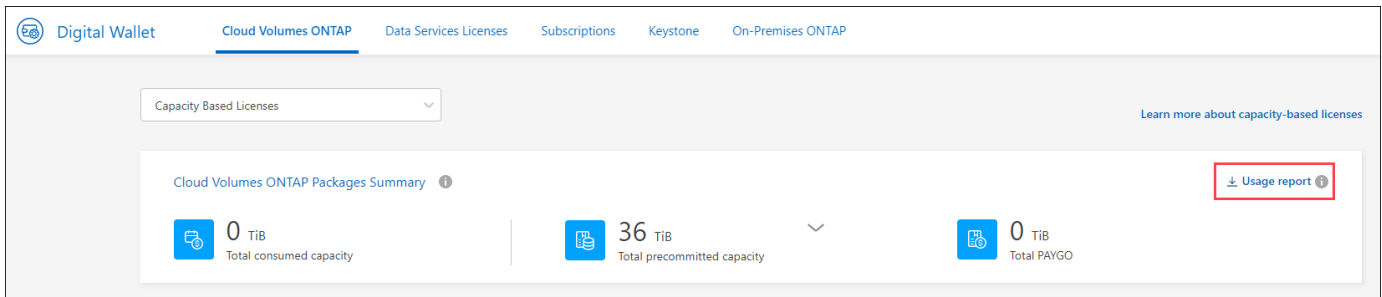 Digital Wallet
Cloud Volumes ONTAP
Data Services Licenses
Subscriptions
Keystone
On-Premises ONTAP
Capacity Based Licenses
Learn more about capacity-based licenses
Cloud Volumes ONTAP Packages Summary
Usage report
0 TiB
Total consumed capacity
36 TiB
Total precommitted capacity
0 TiB
Total PAYGO